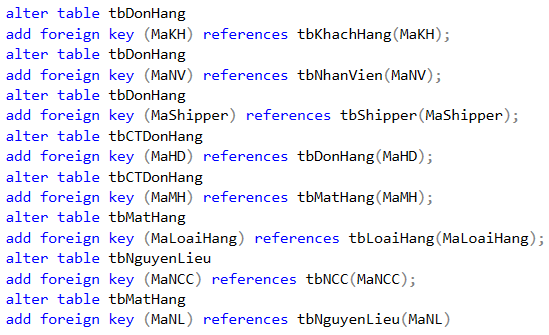 alter table tbDonHang
add foreign key (MaKH) references tbKhachHang(MaKH);
alter table tbDonHang
add foreign key (MaNV) references tbNhanVien(MaNV);
alter table tbDonHang
add foreign key (MaShipper) references tbShipper(MaShipper);
alter table tbCTDonHang
add foreign key (MaHD) references tbDonHang(MaHD);
alter table tbCTDonHang
add foreign key (MaMH) references tbMatHang(MaMH);
alter table tbMatHang
add foreign key (MaLoaiHang) references tbLoaiHang(MaLoaiHang);
alter table tbNguyenLieu
add foreign key (MaNCC) references tbNCC(MaNCC);
alter table tbMatHang
add foreign key (MaNL) references tbNguyenLieu(MaNL)